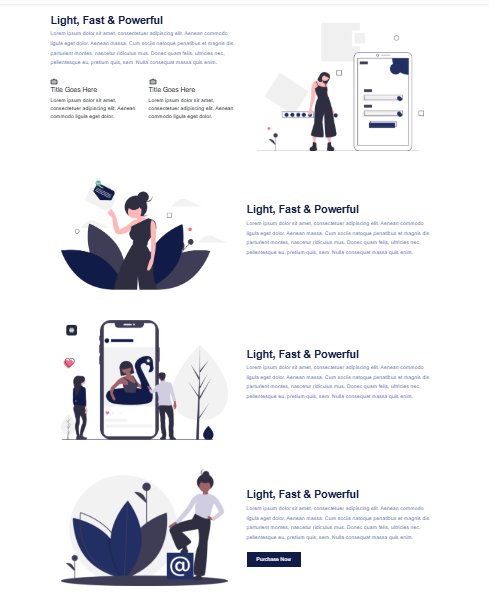 Light, Fast & Powerful
Lorem ipsum dolor sit amet, consectetuer adipiscing elit. Aenean commodo
ligula eget dolor. Aenean massa. Cum sociis natoque penatibus et magnis dis
parturient montes, nascetur ridiculus mus. Donec quam felis, ultricies nec,
pellentesque eu, pretium quis, sem. Nulla consequat massa quis enim.
Title Goes Here
Lorem ipsum dolor sit amet,
consectetuer adipiscing elit. Aenean
commodo ligula eget dolor.
Title Goes Here
Lorem ipsum dolor sit amet,
consectetuer adipiscing elit. Aenean
commodo ligula eget dolor.
Light, Fast & Powerful
Lorem ipsum dolor sit amet, consectetuer adipiscing elit. Aenean commodo
ligula eget dolor. Aenean massa. Cum sociis natoque penatibus et magnis dis
parturient montes, nascetur ridiculus mus. Donec quam felis, ultricies nec,
pellentesque eu, pretium quis, sem. Nulla consequat massa quis enim.
Light, Fast & Powerful
Lorem ipsum dolor sit amet, consectetuer adipiscing elit. Aenean commodo
ligula eget dolor. Aenean massa. Cum sociis natoque penatibus et magnis dis
parturient montes, nascetur ridiculus mus. Donec quam felis, ultricies nec,
pellentesque eu, pretium quis, sem. Nulla consequat massa quis enim.
Light, Fast & Powerful
Lorem ipsum dolor sit amet, consectetuer adipiscing elit. Aenean commodo
ligula eget dolor. Aenean massa. Cum sociis natoque penatibus et magnis dis
parturient montes, nascetur ridiculus mus. Donec quam felis, ultricies nec,
pellentesque eu, pretium quis, sem. Nulla consequat massa quis enim.
@
Purchase Now